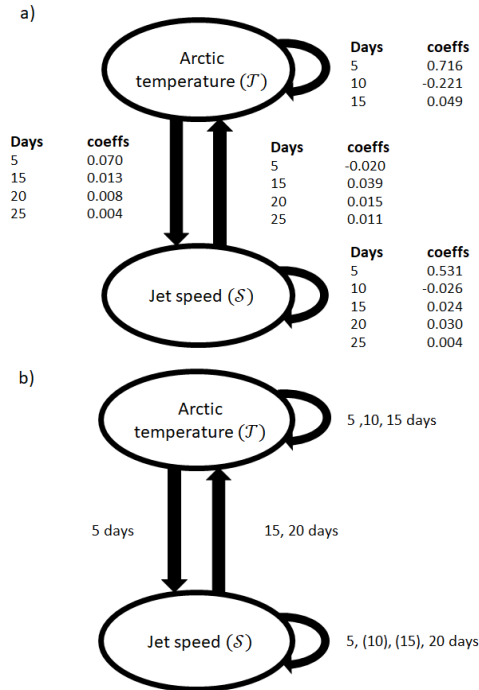 a)
Arctic
temperature (𝒯)
Days coeffs
5 0.716
10 -0.221
15 0.049
Days coeffs
5 0.070
15 0.013
20 0.008
25 0.004
Days coeffs
5 -0.020
15 0.039
20 0.015
25 0.011
Jet speed (𝒮)
Days coeffs
5 0.531
10 -0.026
15 0.024
20 0.030
25 0.004
b)
Arctic
temperature (𝒯)
5 ,10, 15 days
5 days
15, 20 days
Jet speed (𝒮)
5, (10), (15), 20 days